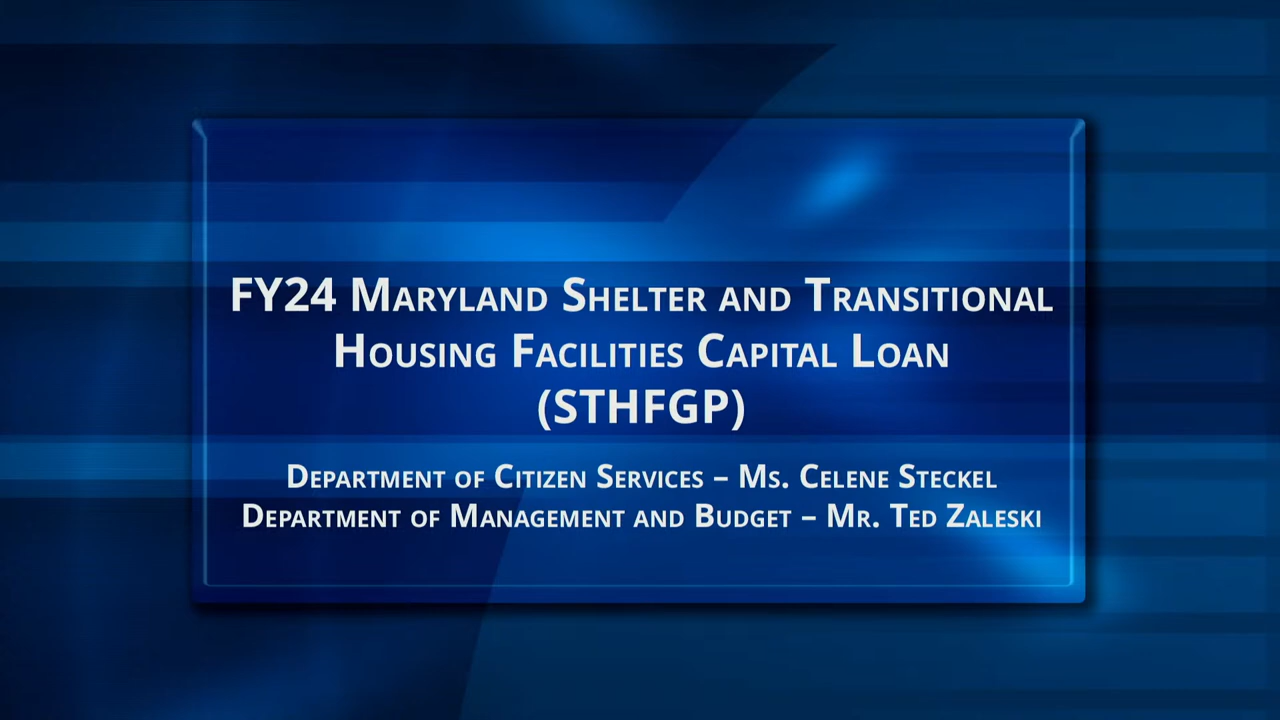 FY24 Maryland Shelter and Transitional
Housing Facilities Capital Loan
(STHFGP)
Department of Citizen Services – Ms. Celene Steckel
Department of Management and Budget – Mr. Ted Zaleski